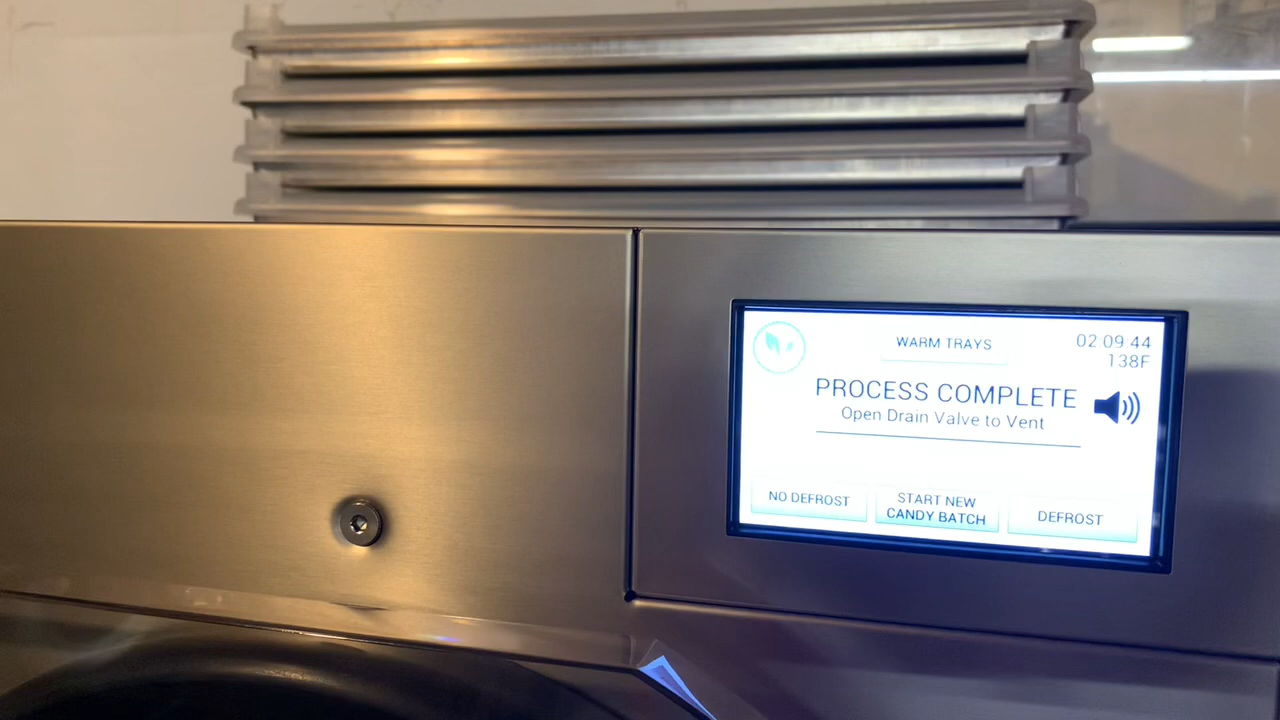 WARM TRAYS
02:09:44
138F
PROCESS COMPLETE
Open Drain Valve to Vent
NO DEFROST
START NEW
CANDY BATCH
DEFROST